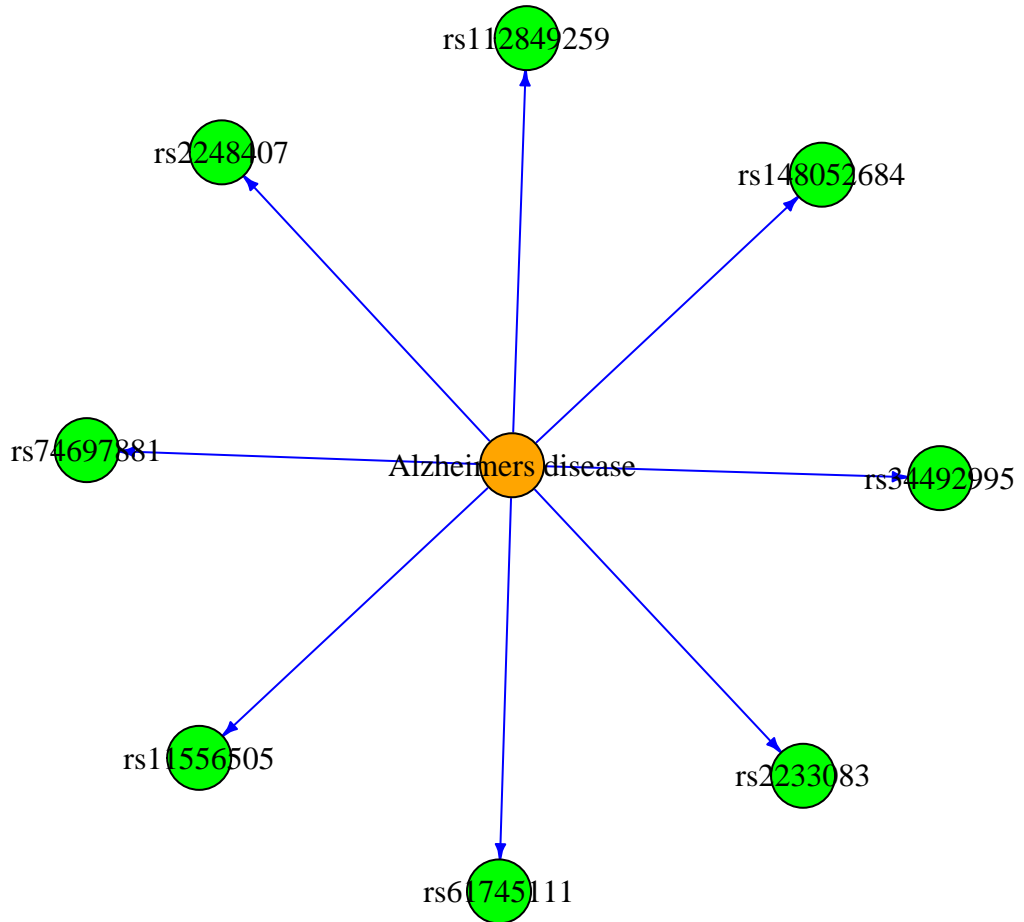 rs112849259
rs2248407
rs148052684
rs74697881
Alzheimers disease
rs34492995
rs11556505
rs2233083
rs61745111